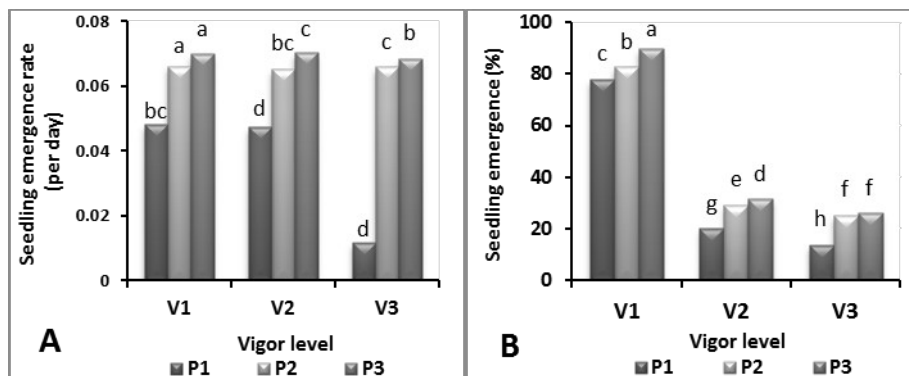 Seedling emergence rate
(per day)
0.08
0.06
0.04
0.02
0
bc
a
a
d
bc
c
d
c
b
V1
V2
V3
Vigor level
A
P1
P2
P3
Seedling emergence (%)
100
80
60
40
20
0
c
b
a
g
e
d
h
f
f
V1
V2
V3
Vigor level
B
P1
P2
P3